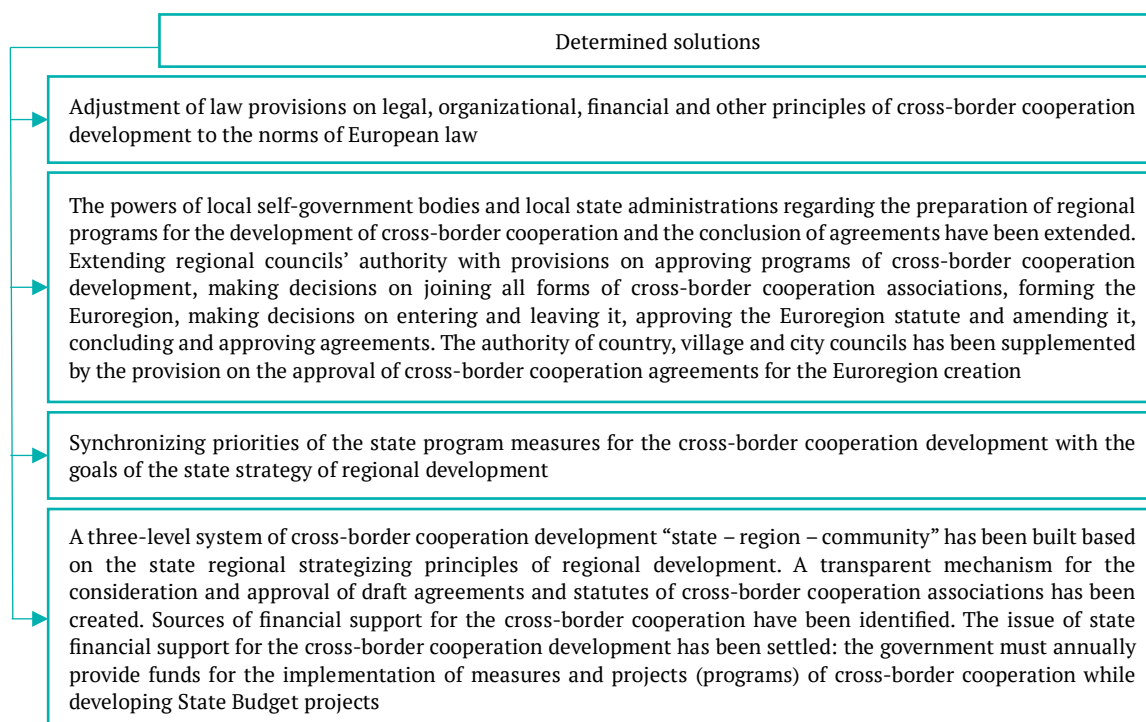 Determined solutions
Adjustment of law provisions on legal, organizational, financial and other principles of cross-border cooperation
development to the norms of European law
The powers of local self-government bodies and local state administrations regarding the preparation of regional
programs for the development of cross-border cooperation and the conclusion of agreements have been extended.
Extending regional councils’ authority with provisions on approving programs of cross-border cooperation
development, making decisions on joining all forms of cross-border cooperation associations, forming the
Euroregion, making decisions on entering and leaving it, approving the Euroregion statute and amending it,
concluding and approving agreements. The authority of country, village and city councils has been supplemented
by the provision on the approval of cross-border cooperation agreements for the Euroregion creation
Synchronizing priorities of the state program measures for the cross-border cooperation development with the
goals of the state strategy of regional development
A three-level system of cross-border cooperation development “state – region – community” has been built based
on the state regional strategizing principles of regional development. A transparent mechanism for the
consideration and approval of draft agreements and statutes of cross-border cooperation associations has been
created. Sources of financial support for the cross-border cooperation have been identified. The issue of state
financial support for the cross-border cooperation development has been settled: the government must annually
provide funds for the implementation of measures and projects (programs) of cross-border cooperation while
developing State Budget projects